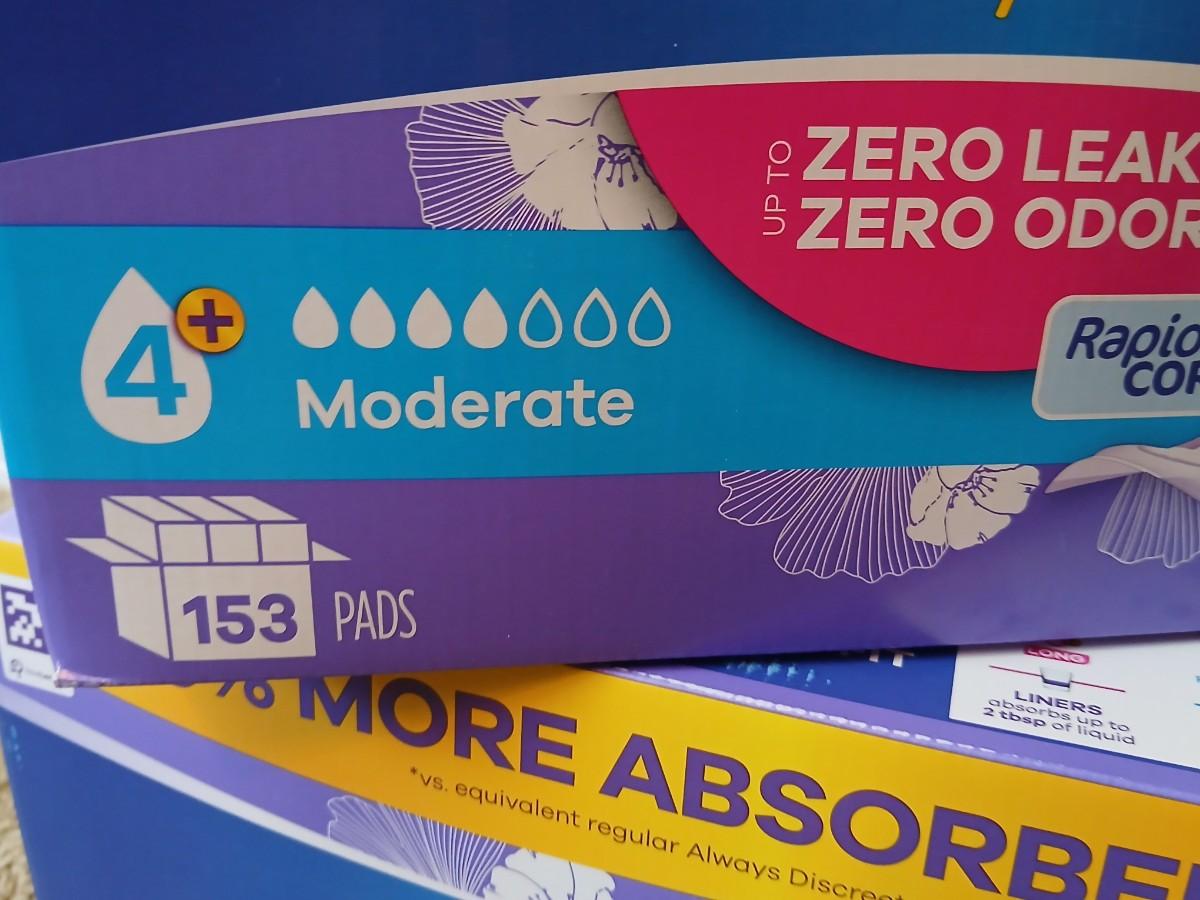 UP TO
ZERO LEAK
ZERO ODOR
4+
Moderate
Rapid
COR
153 PADS
LONG
LINERS
absorbs up to
2 tbsp of liquid
% MORE ABSORBE
*vs. equivalent regular Always Discreet